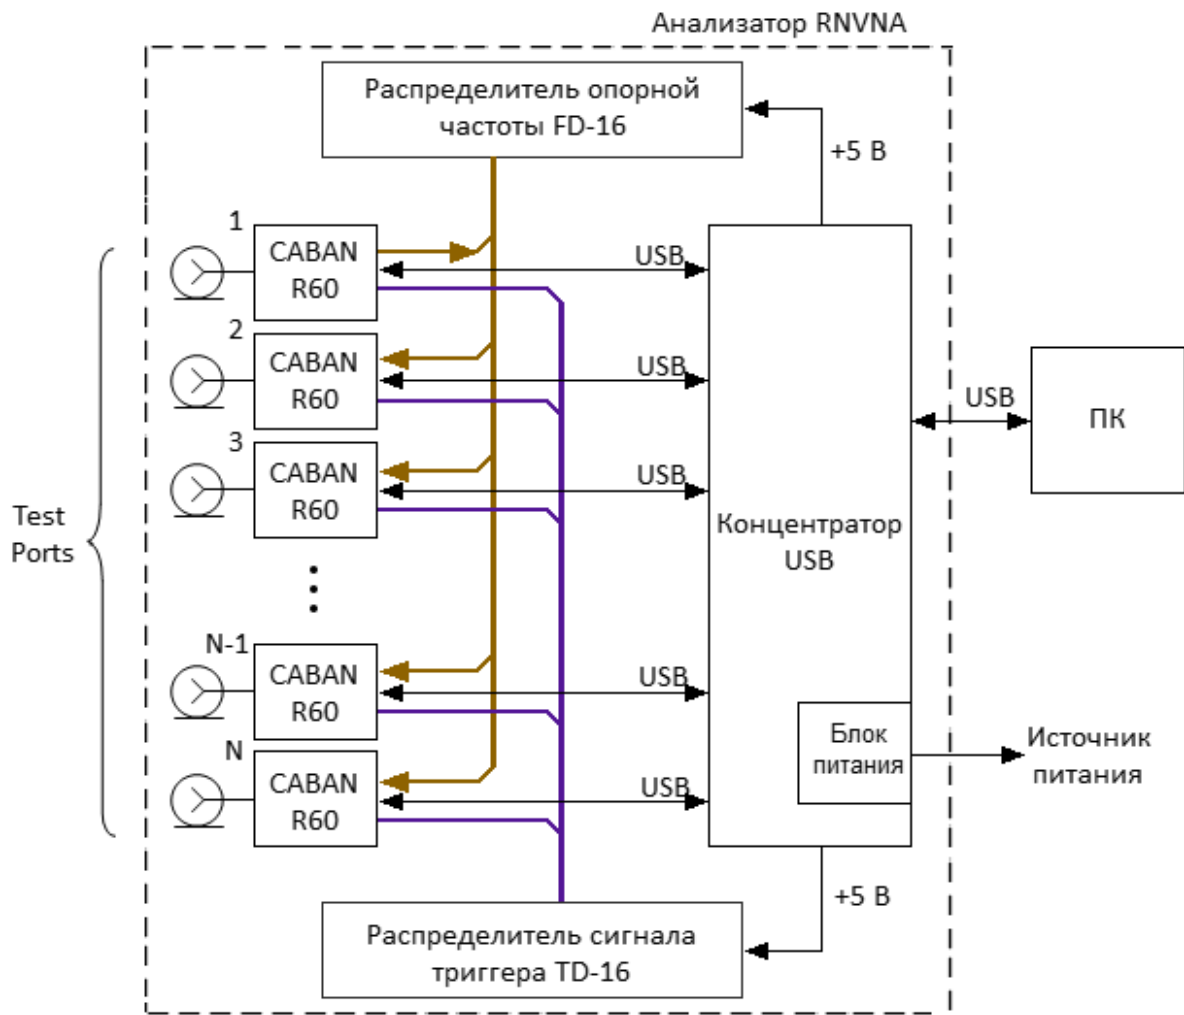 Анализатор RNVNA
Распределитель опорной
частоты FD-16
+5 В
1
CABAN
R60
USB
2
CABAN
R60
USB
3
CABAN
R60
USB
USB
ПК
Test
Ports
Концентратор
USB
N-1
CABAN
R60
USB
Блок
питания
Источник
питания
N
CABAN
R60
USB
+5 В
Распределитель сигнала
триггера TD-16